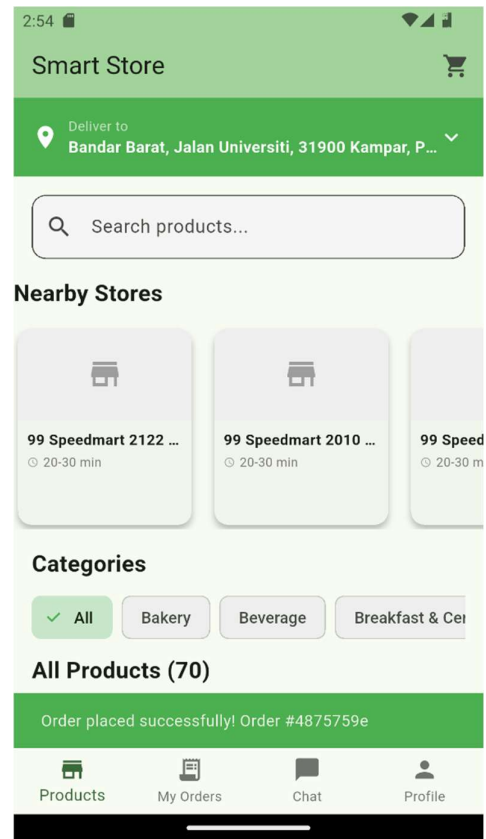 2:54
Smart Store
Deliver to
Bandar Barat, Jalan Universiti, 31900 Kampar, P...
Search products...
Nearby Stores
99 Speedmart 2122 ... 99 Speedmart 2010 ... 99 Speed
20-30 min 20-30 min 20-30 m
Categories
All Bakery Beverage Breakfast & Cer
All Products (70)
Order placed successfully! Order #4875759e
Products My Orders Chat Profile